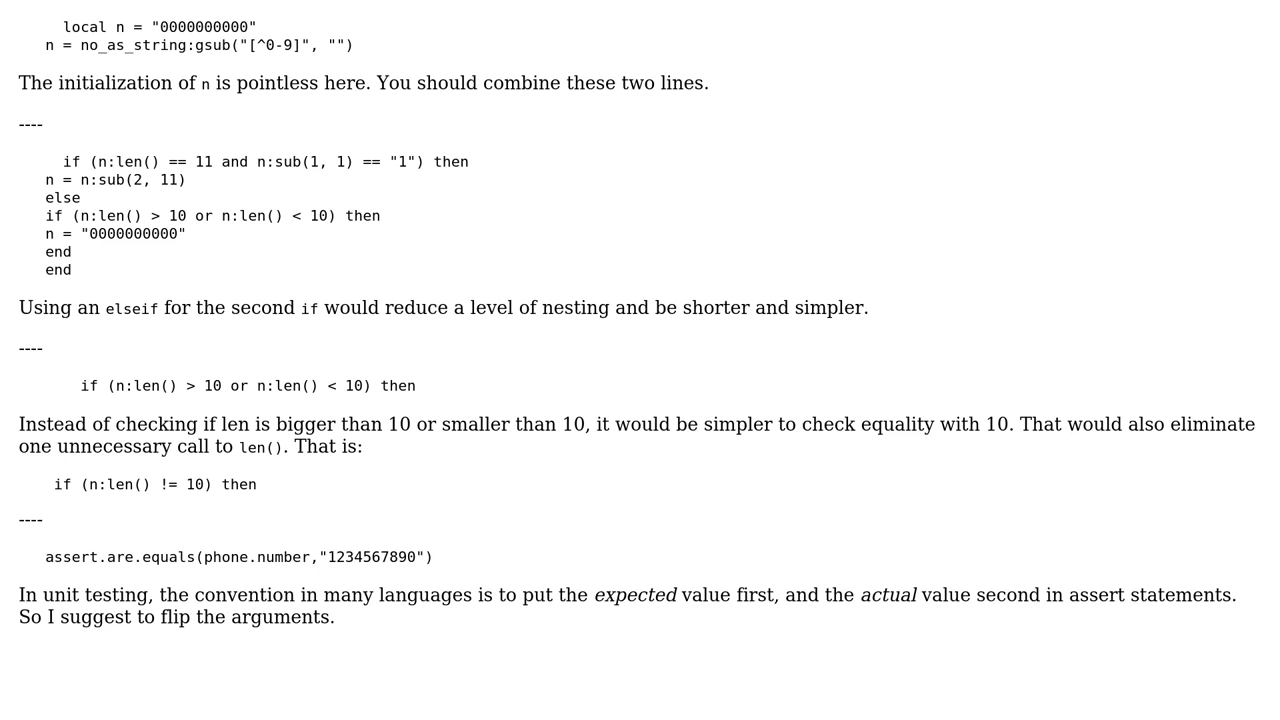 local n = "0000000000"
n = no_as_string:gsub("[^0-9]", "")
The initialization of n is pointless here. You should combine these two lines.
----
if (n:len() == 11 and n:sub(1, 1) == "1") then
n = n:sub(2, 11)
else
if (n:len() > 10 or n:len() < 10) then
n = "0000000000"
end
end
Using an elseif for the second if would reduce a level of nesting and be shorter and simpler.
----
if (n:len() > 10 or n:len() < 10) then
Instead of checking if len is bigger than 10 or smaller than 10, it would be simpler to check equality with 10. That would also eliminate
one unnecessary call to len(). That is:
if (n:len() != 10) then
----
assert.are.equals(phone.number,"1234567890")
In unit testing, the convention in many languages is to put the expected value first, and the actual value second in assert statements.
So I suggest to flip the arguments.